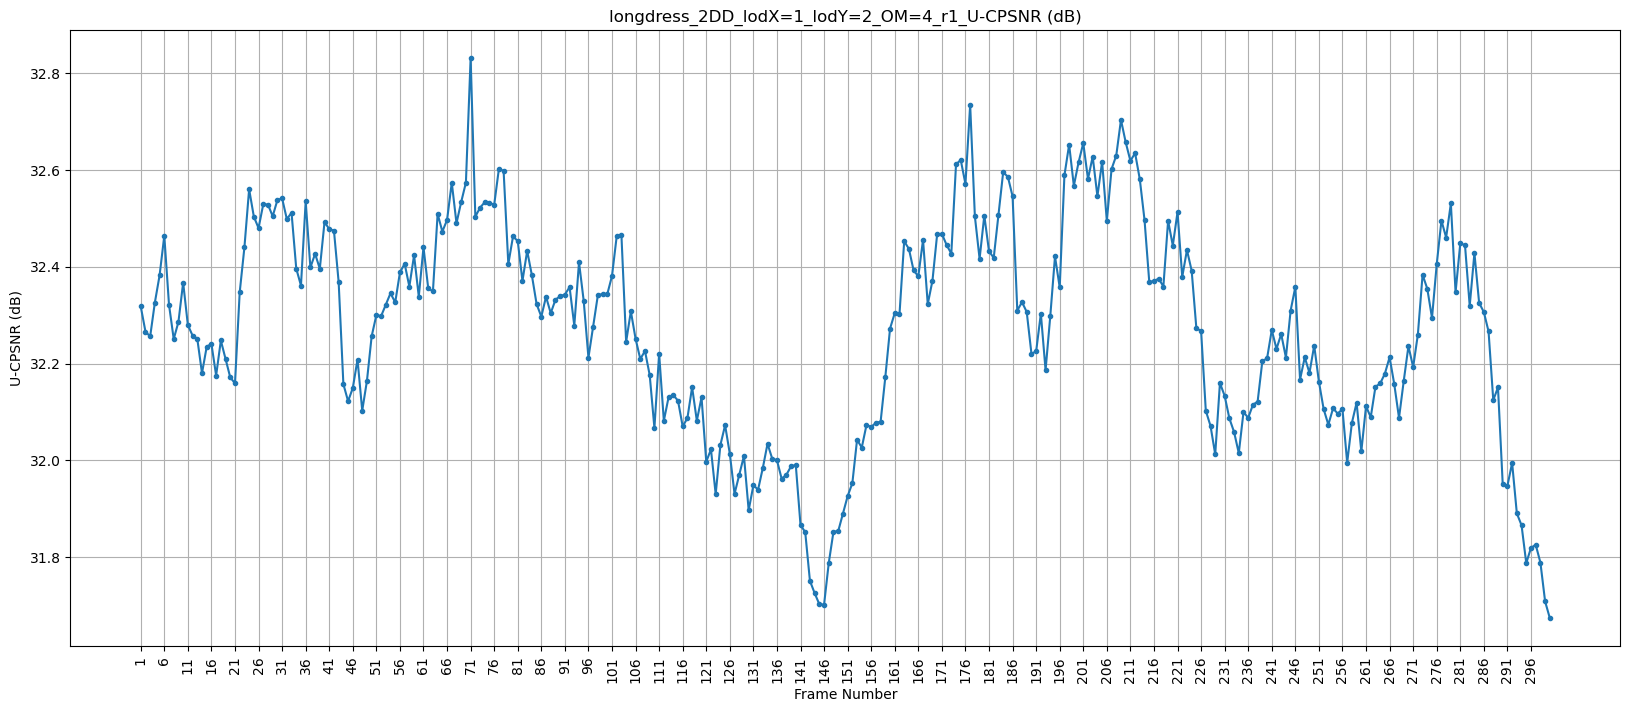 longdress_2DD_lodX=1_lodY=2_OM=4_r1_U-CPSNR (dB)
U-CPSNR (dB)
32.8
32.6
32.4
32.2
32.0
31.8
1 6 11 16 21 26 31 36 41 46 51 56 61 66 71 76 81 86 91 96 101 106 111 116 121 126 131 136 141 146 151 156 161 166 171 176 181 186 191 196 201 206 211 216 221 226 231 236 241 246 251 256 261 266 271 276 281 286 291 296
Frame Number